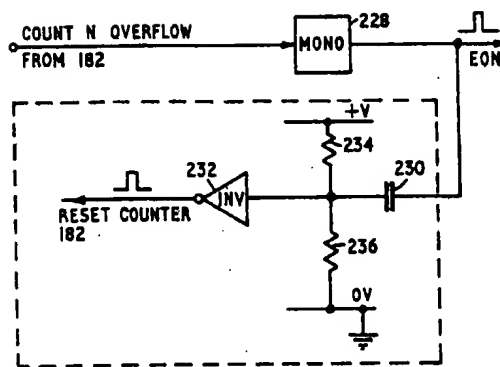 COUNT N OVERFLOW
FROM 182
228
MONO
EON
+V
234
230
232
INV
RESET COUNTER
182
236
0V